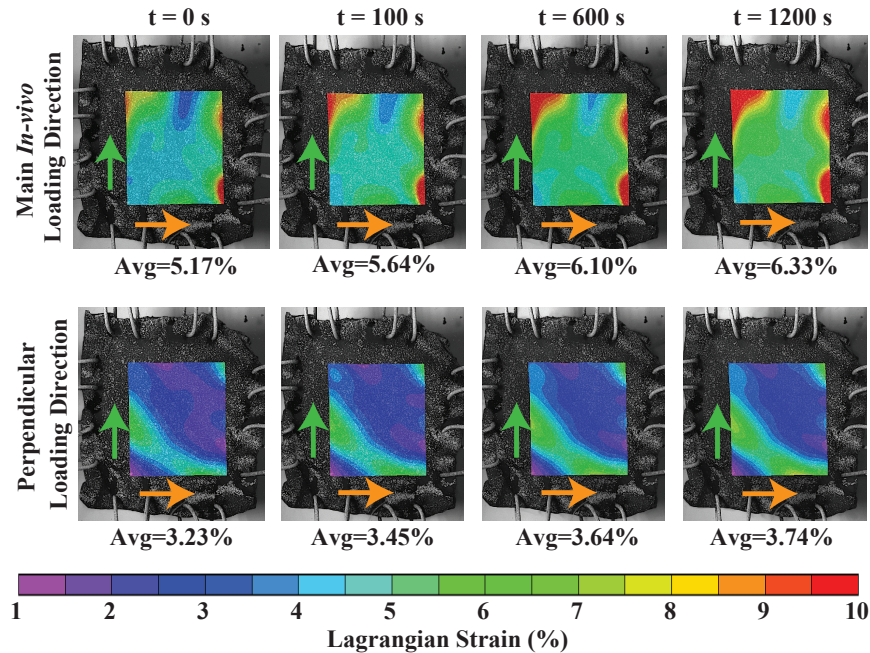 t = 0 s t = 100 s t = 600 s t = 1200 s
Main In-vivo
Loading Direction
Avg=5.17% Avg=5.64% Avg=6.10% Avg=6.33%
Perpendicular
Loading Direction
Avg=3.23% Avg=3.45% Avg=3.64% Avg=3.74%
1 2 3 4 5 6 7 8 9 10
Lagrangian Strain (%)